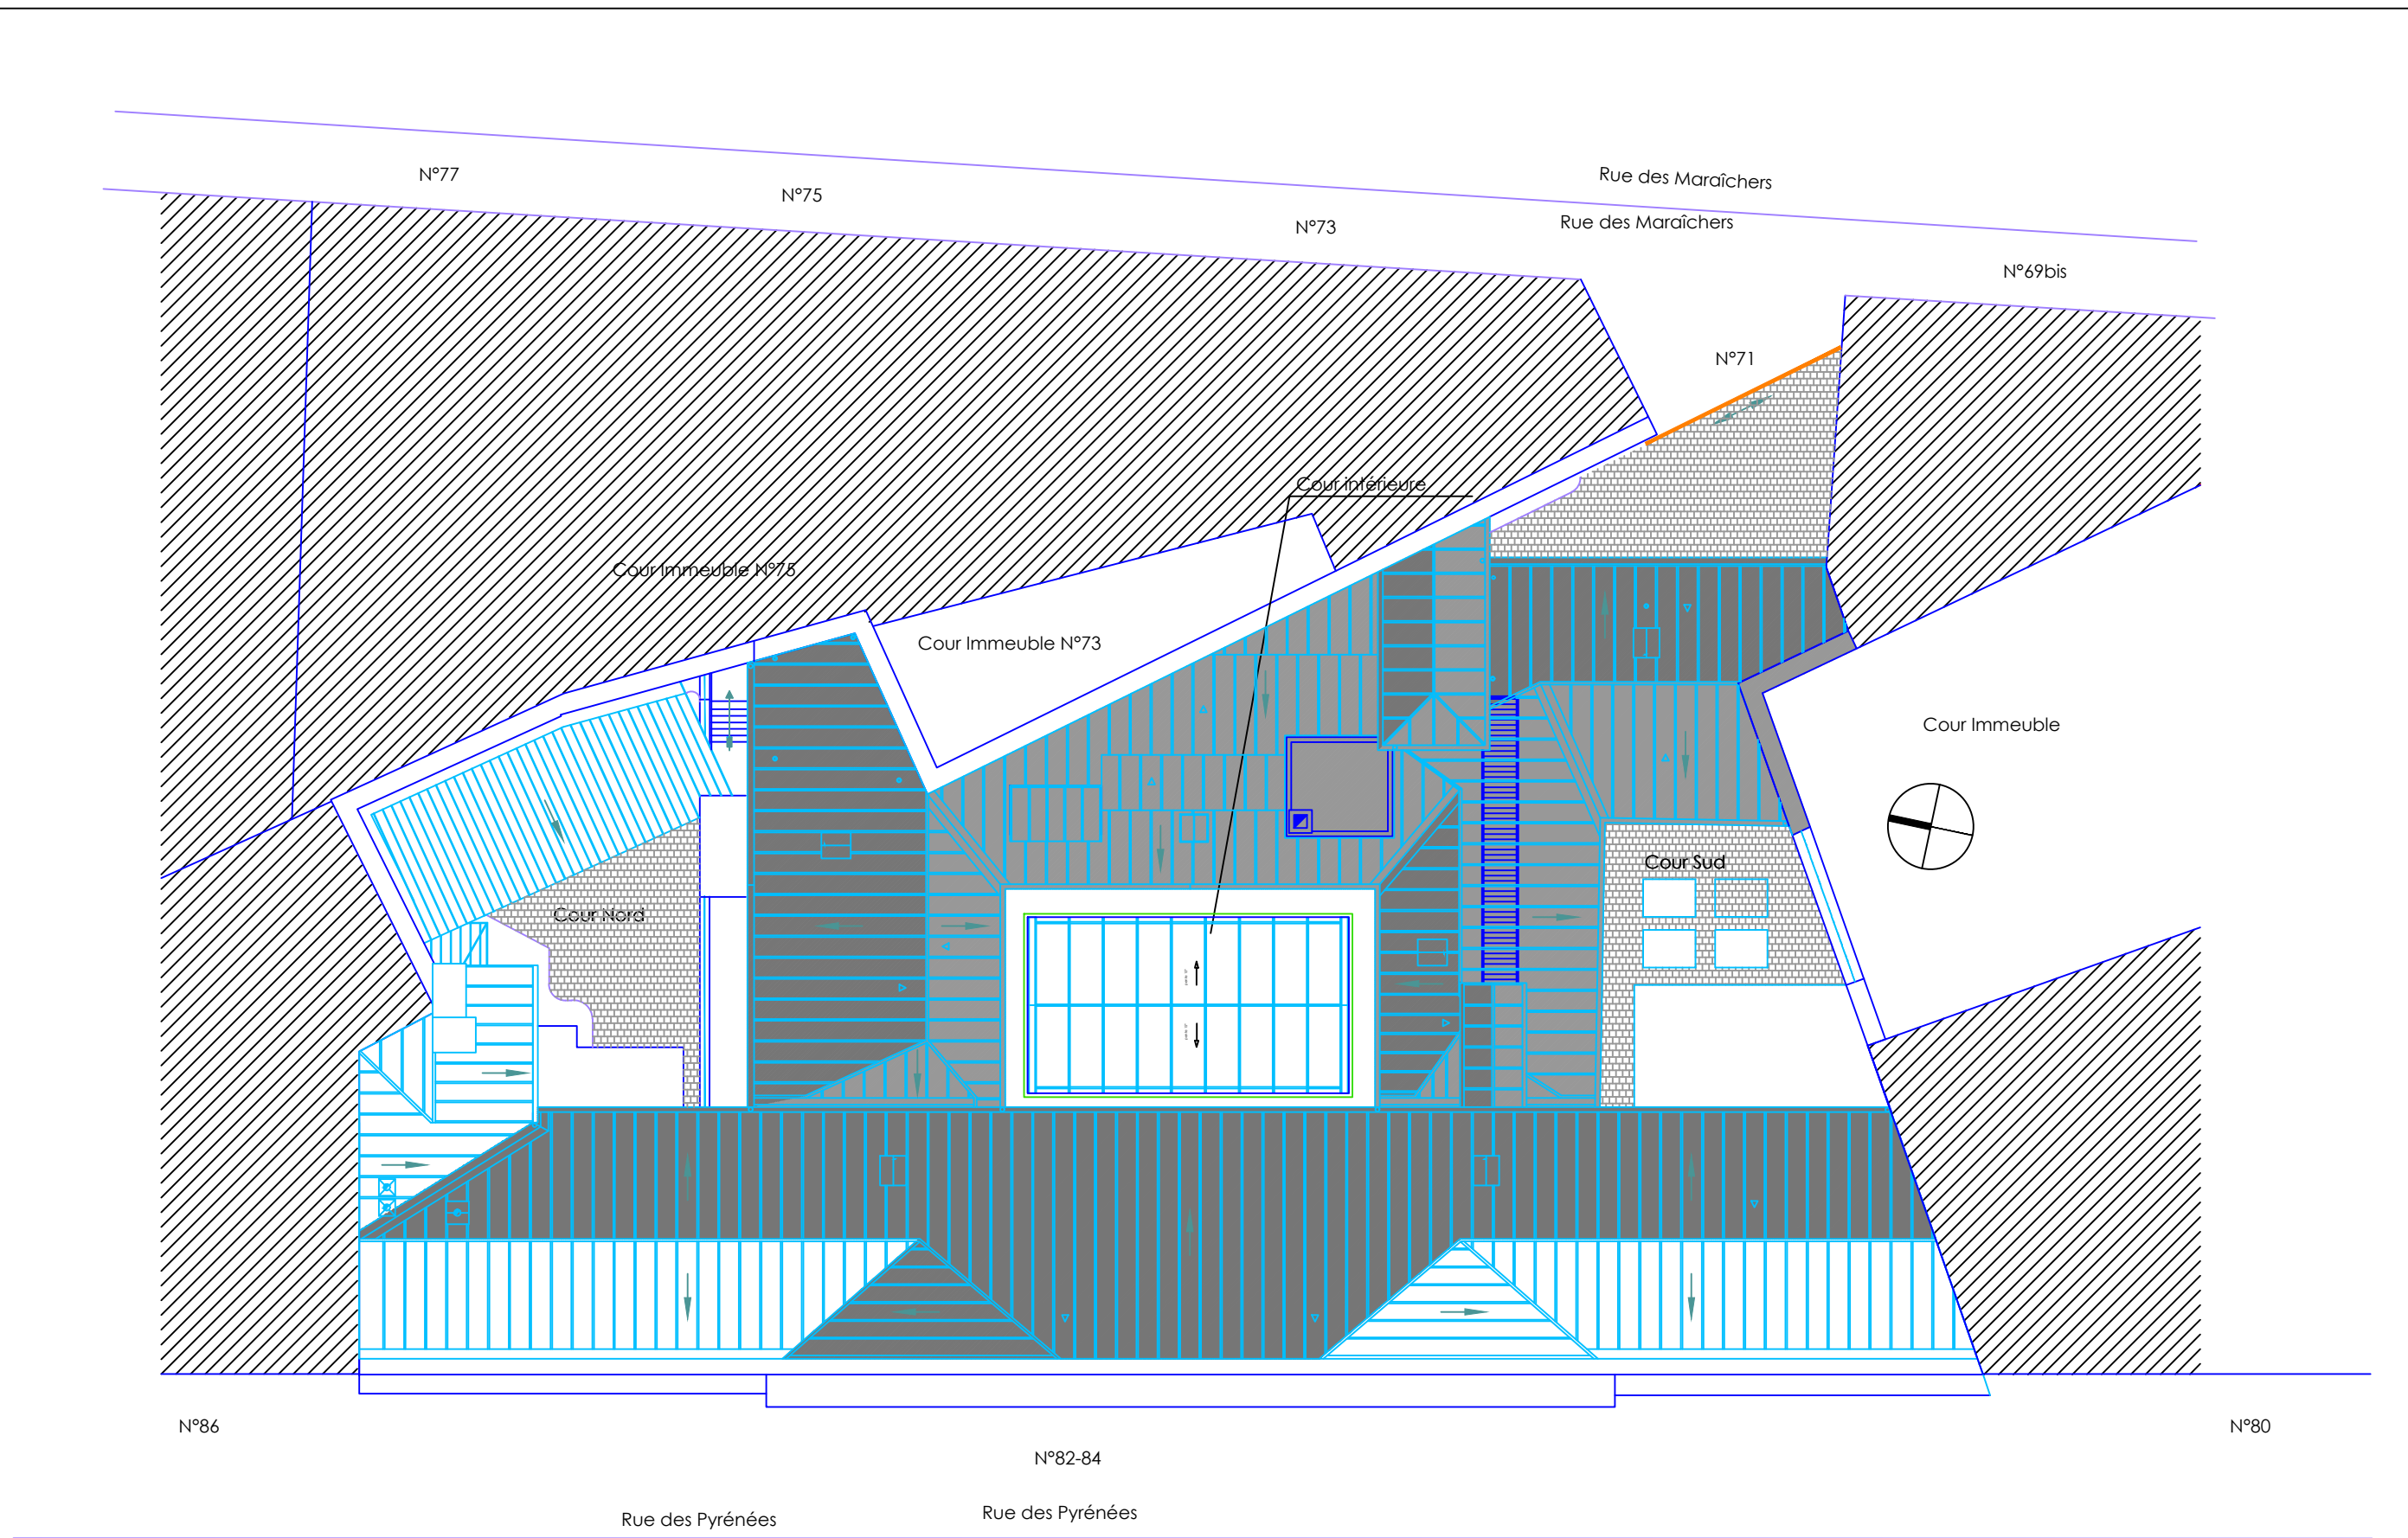 N°77
N°75
Rue des Maraîchers
Rue des Maraîchers
N°73
N°69bis
N°71
Cour intérieure
Cour Immeuble N°75
Cour Immeuble N°73
Cour Immeuble
Cour Sud
Cour Nord
N°86
N°80
N°82-84
Rue des Pyrénées
Rue des Pyrénées